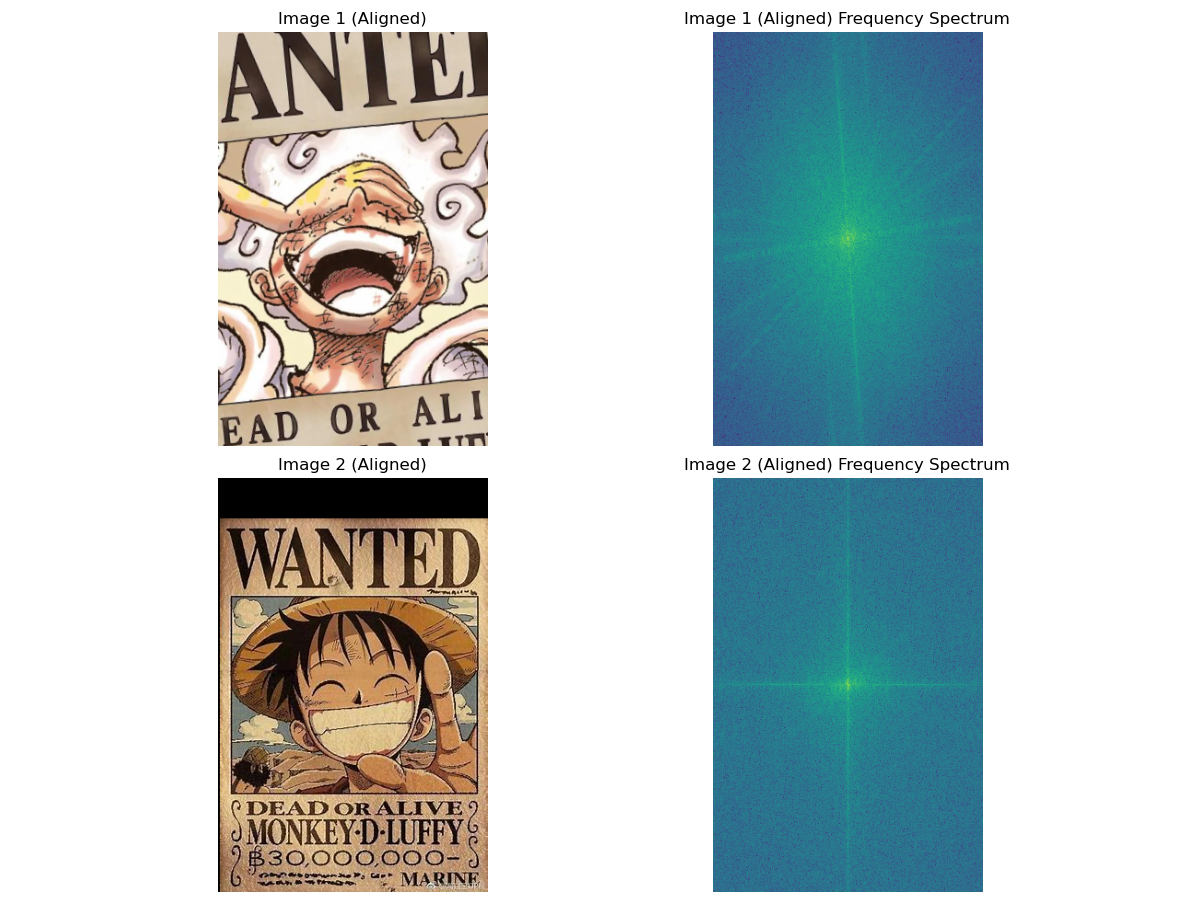 Image 1 (Aligned)
Image 1 (Aligned) Frequency Spectrum
ANTE
EAD OR ALI
Image 2 (Aligned)
Image 2 (Aligned) Frequency Spectrum
WANTED
DEAD OR ALIVE
MONKEY·D·LUFFY
฿30,000,000-
MARINE